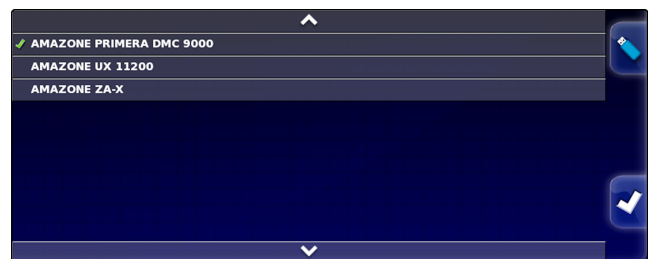 AMAZONE PRIMERA DMC 9000
AMAZONE UX 11200
AMAZONE ZA-X